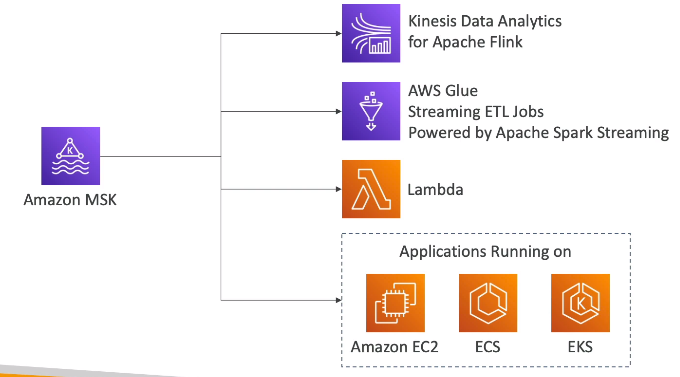 Kinesis Data Analytics
for Apache Flink
AWS Glue
Streaming ETL Jobs
Powered by Apache Spark Streaming
K
Amazon MSK
Lambda
Applications Running on
K
Amazon EC2
ECS
EKS